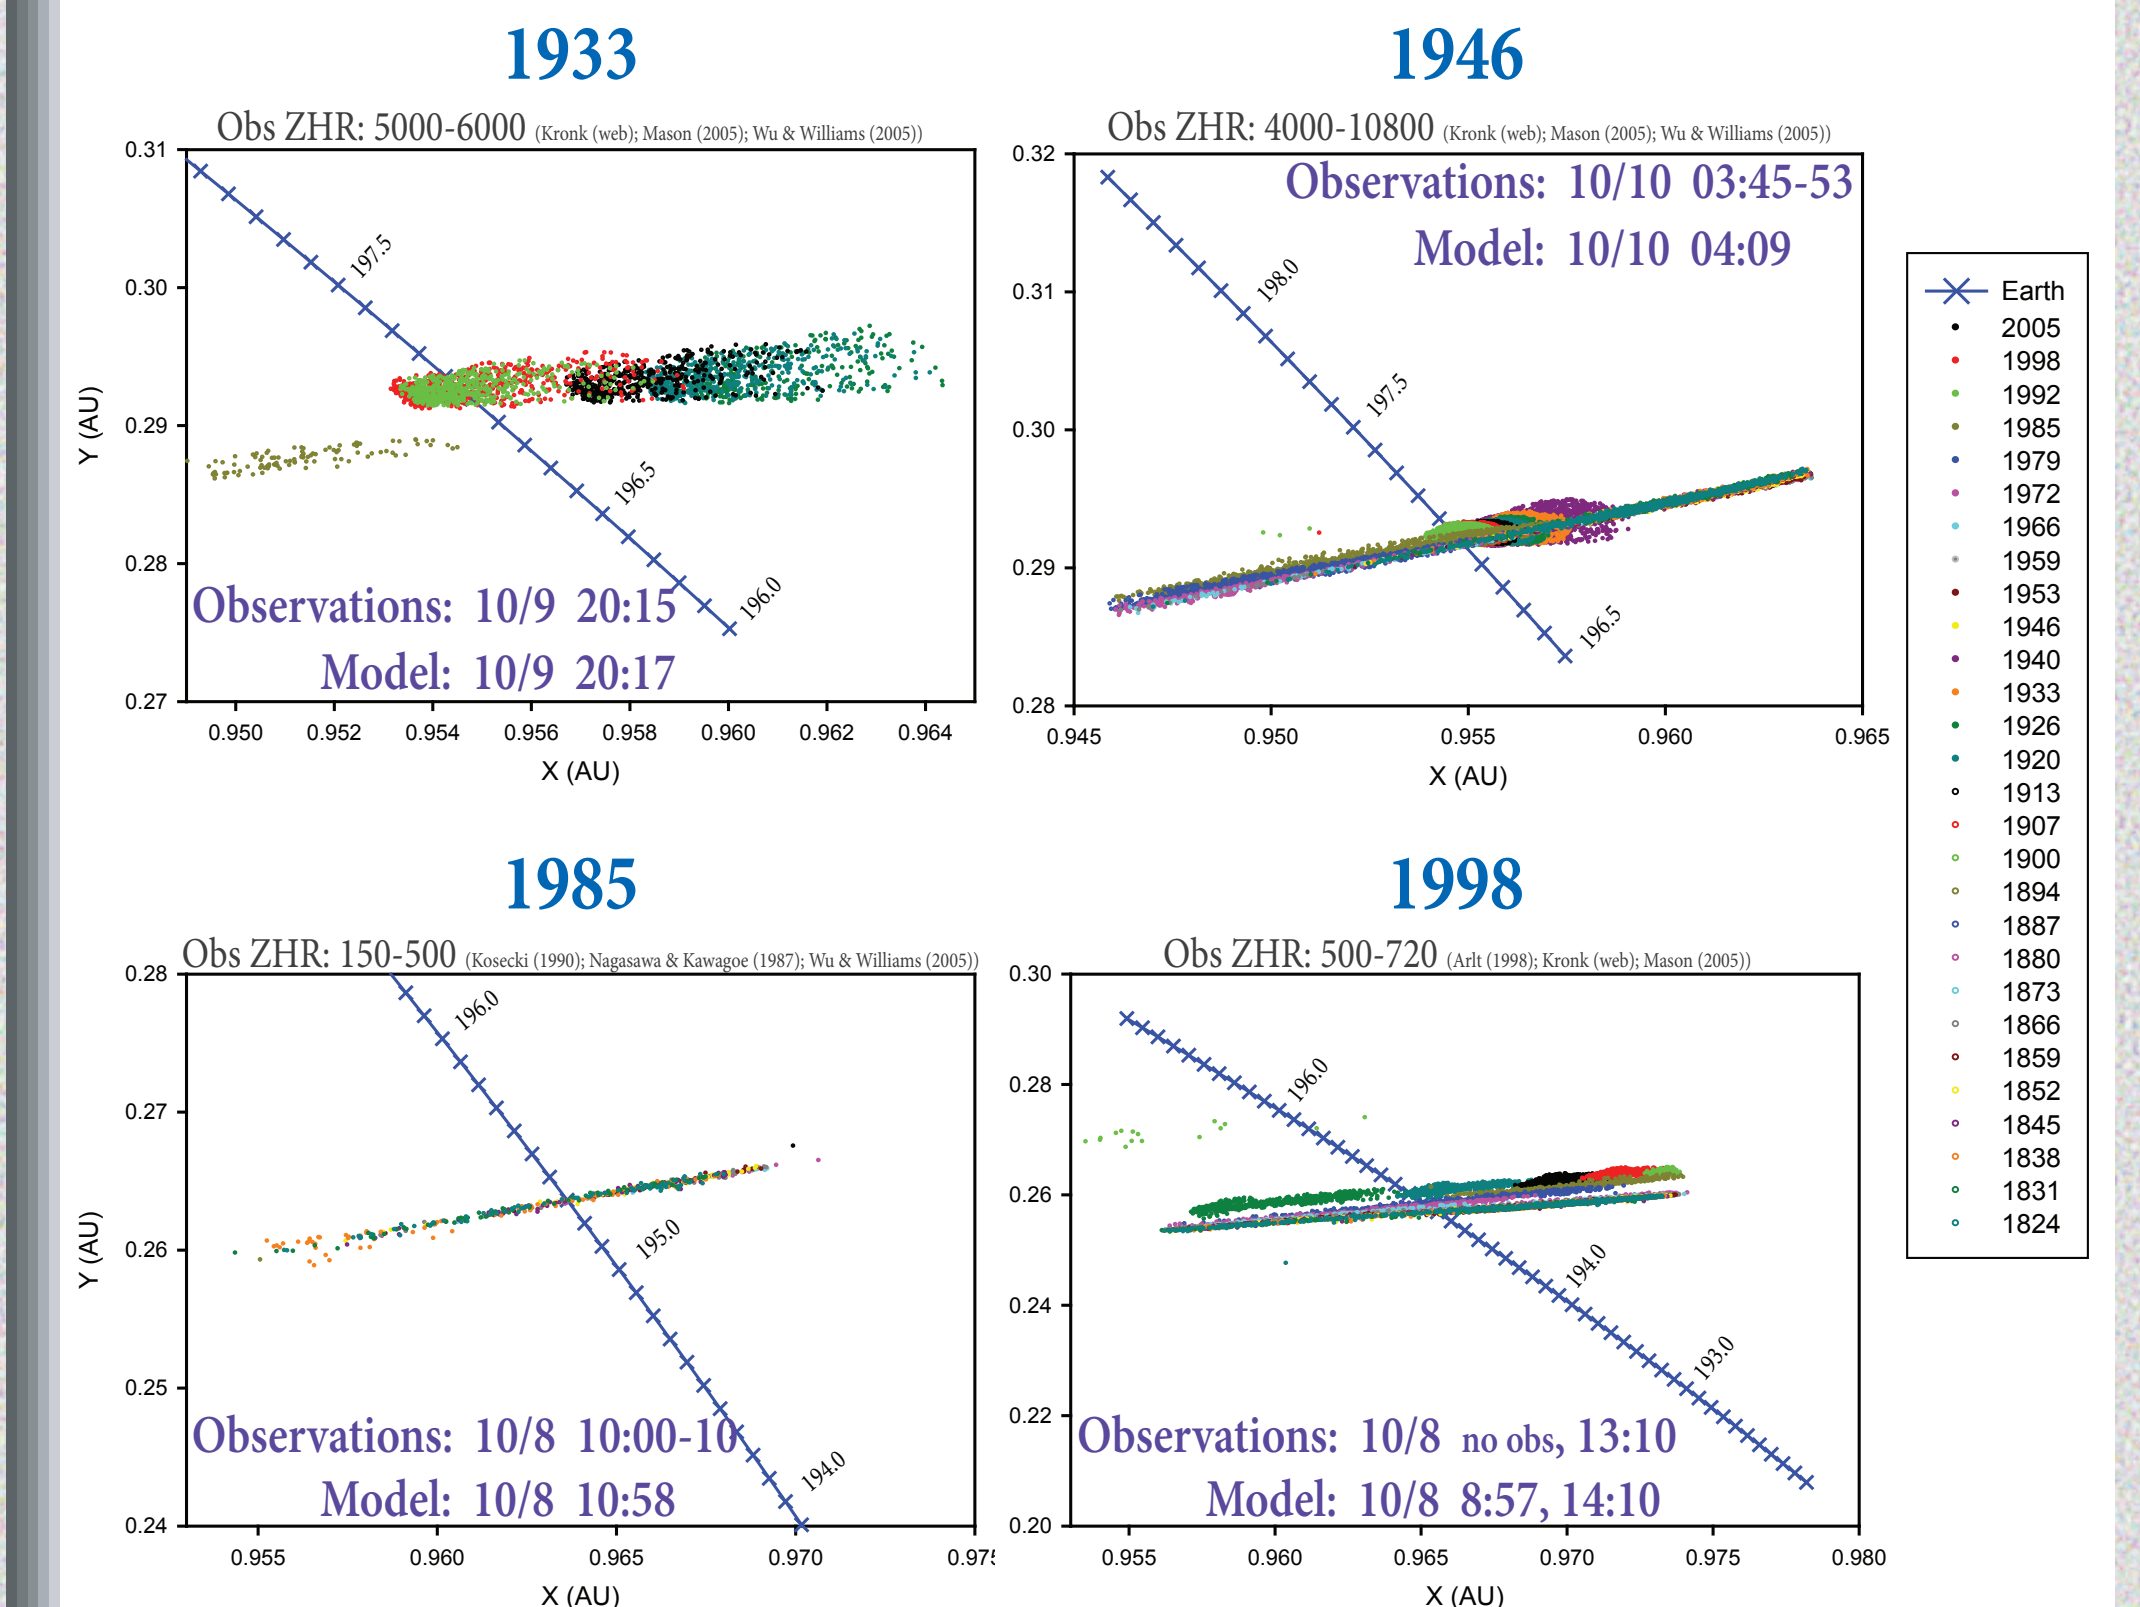 1933
Obs ZHR: 5000-6000 (Kronk (web); Mason (2005); Wu & Williams (2005))
0.31
0.30
0.29
0.28
0.27
Y (AU)
197.5
196.5
196.0
Observations: 10/9 20:15
Model: 10/9 20:17
0.950 0.952 0.954 0.956 0.958 0.960 0.962 0.964
X (AU)
1946
Obs ZHR: 4000-10800 (Kronk (web); Mason (2005); Wu & Williams (2005))
0.32
0.31
0.30
0.29
0.28
Observations: 10/10 03:45-53
Model: 10/10 04:09
198.0
197.5
196.5
0.945 0.950 0.955 0.960 0.965
X (AU)
Earth
2005
1998
1992
1985
1979
1972
1966
1959
1953
1946
1940
1933
1926
1920
1913
1907
1900
1894
1887
1880
1873
1866
1859
1852
1845
1838
1831
1824
1985
Obs ZHR: 150-500 (Kosecki (1990); Nagasawa & Kawagoe (1987); Wu & Williams (2005))
0.28
0.27
0.26
0.25
0.24
Y (AU)
196.0
195.0
194.0
Observations: 10/8 10:00-10
Model: 10/8 10:58
0.955 0.960 0.965 0.970 0.975
X (AU)
1998
Obs ZHR: 500-720 (Arlt (1998); Kronk (web); Mason (2005))
0.30
0.28
0.26
0.24
0.22
0.20
196.0
194.0
193.0
Observations: 10/8 no obs, 13:10
Model: 10/8 8:57, 14:10
0.955 0.960 0.965 0.970 0.975 0.980
X (AU)